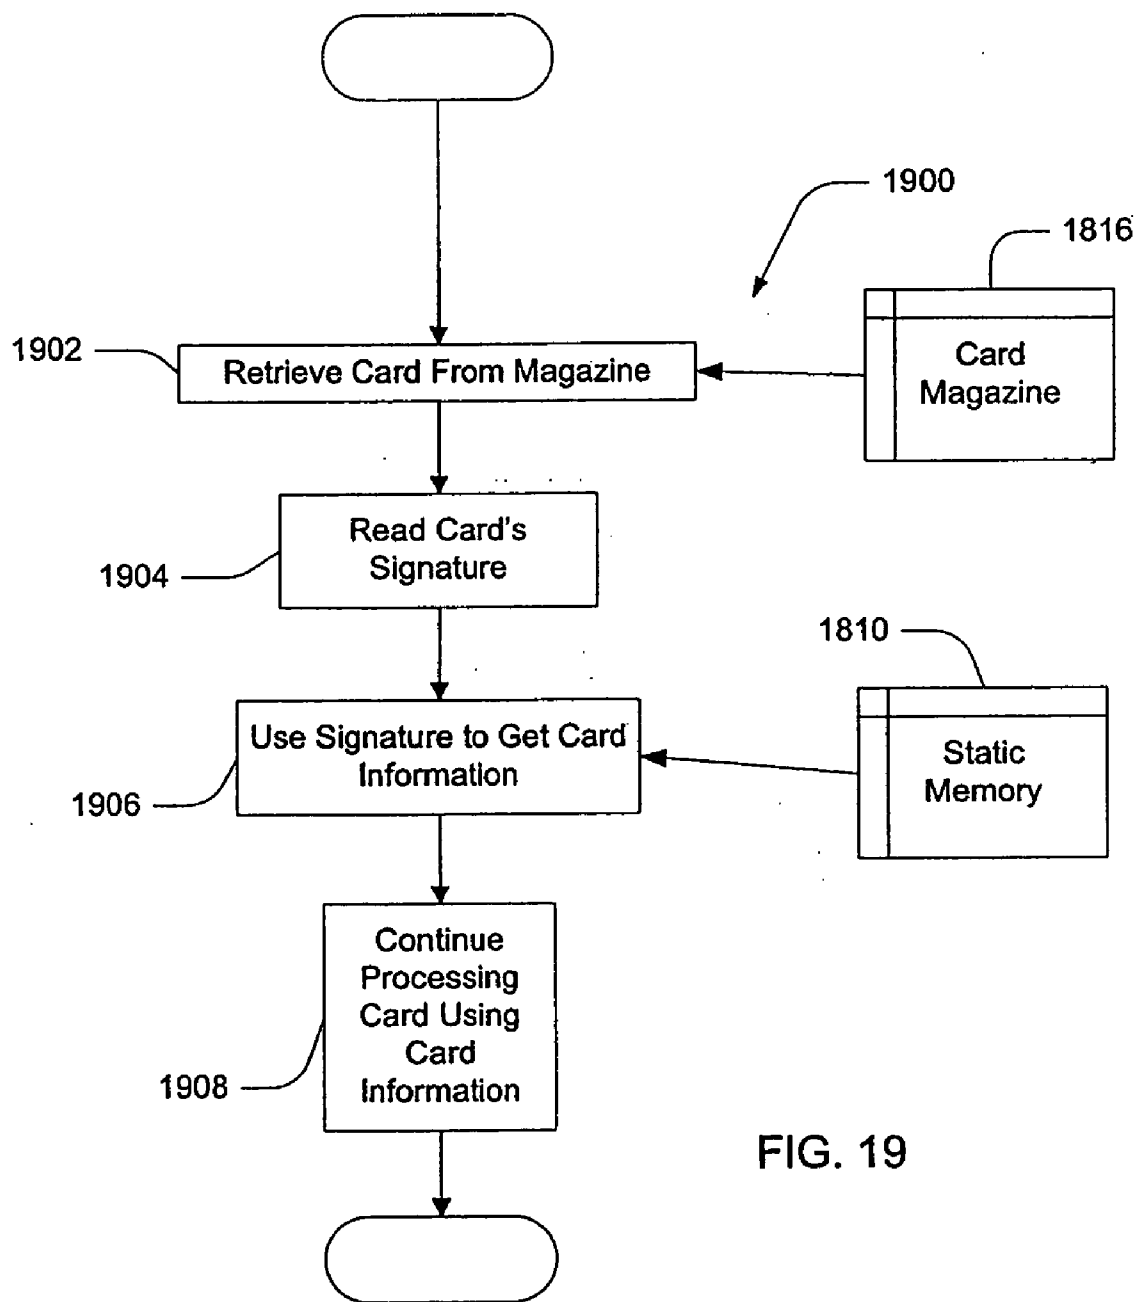 1900
1816
1902
Retrieve Card From Magazine
Card
Magazine
Read Card's
Signature
1904
1810
Use Signature to Get Card
Information
Static
Memory
1906
Continue
Processing
Card Using
Card
Information
1908
FIG. 19